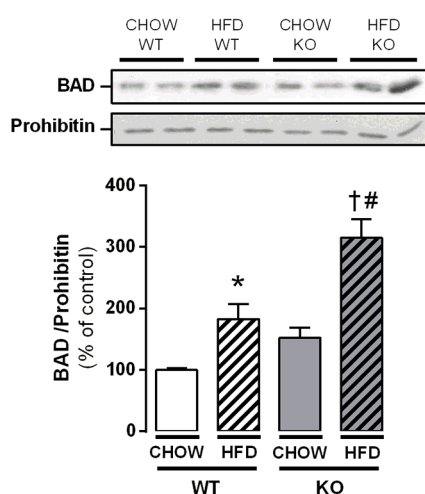 CHOW HFD CHOW HFD
WT WT KO KO
BAD
Prohibitin
BAD /Prohibitin
(% of control)
400
300
200
100
0
*
†#
CHOW HFD CHOW HFD
WT KO